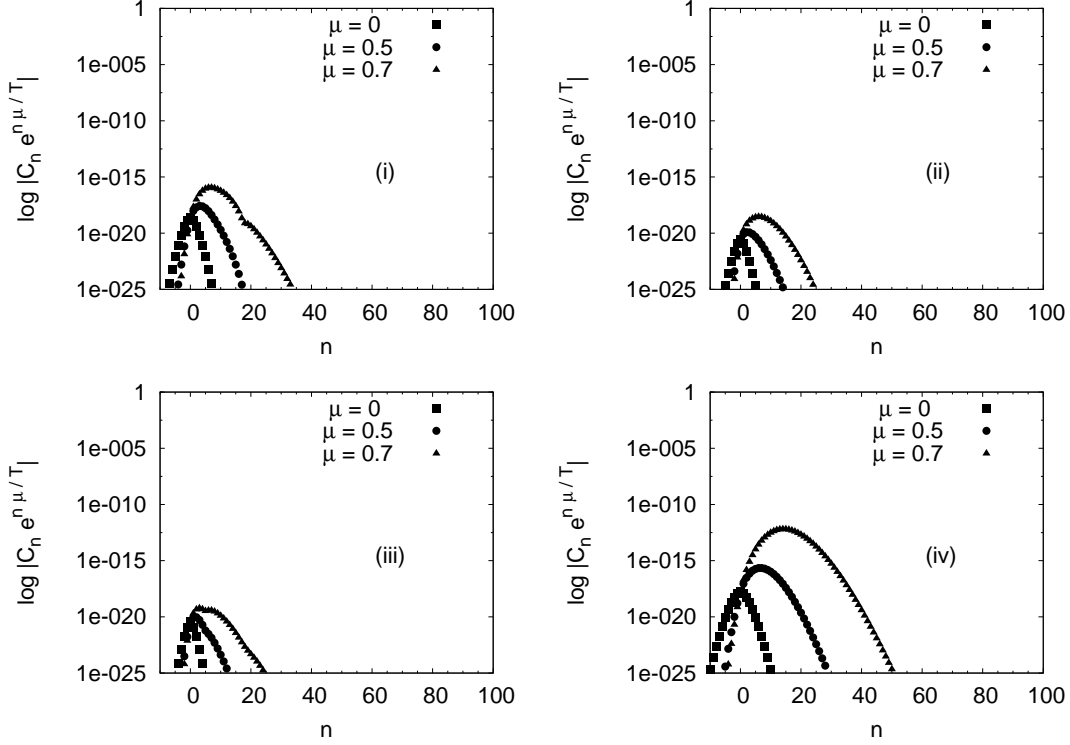 1
1e-005
1e-010
1e-015
1e-020
1e-025
0 20 40 60 80 100
n
log |C_n e^{n μ / T}|
μ = 0
μ = 0.5
μ = 0.7
(i)
1
1e-005
1e-010
1e-015
1e-020
1e-025
0 20 40 60 80 100
n
log |C_n e^{n μ / T}|
μ = 0
μ = 0.5
μ = 0.7
(ii)
1
1e-005
1e-010
1e-015
1e-020
1e-025
0 20 40 60 80 100
n
log |C_n e^{n μ / T}|
μ = 0
μ = 0.5
μ = 0.7
(iii)
1
1e-005
1e-010
1e-015
1e-020
1e-025
0 20 40 60 80 100
n
log |C_n e^{n μ / T}|
μ = 0
μ = 0.5
μ = 0.7
(iv)